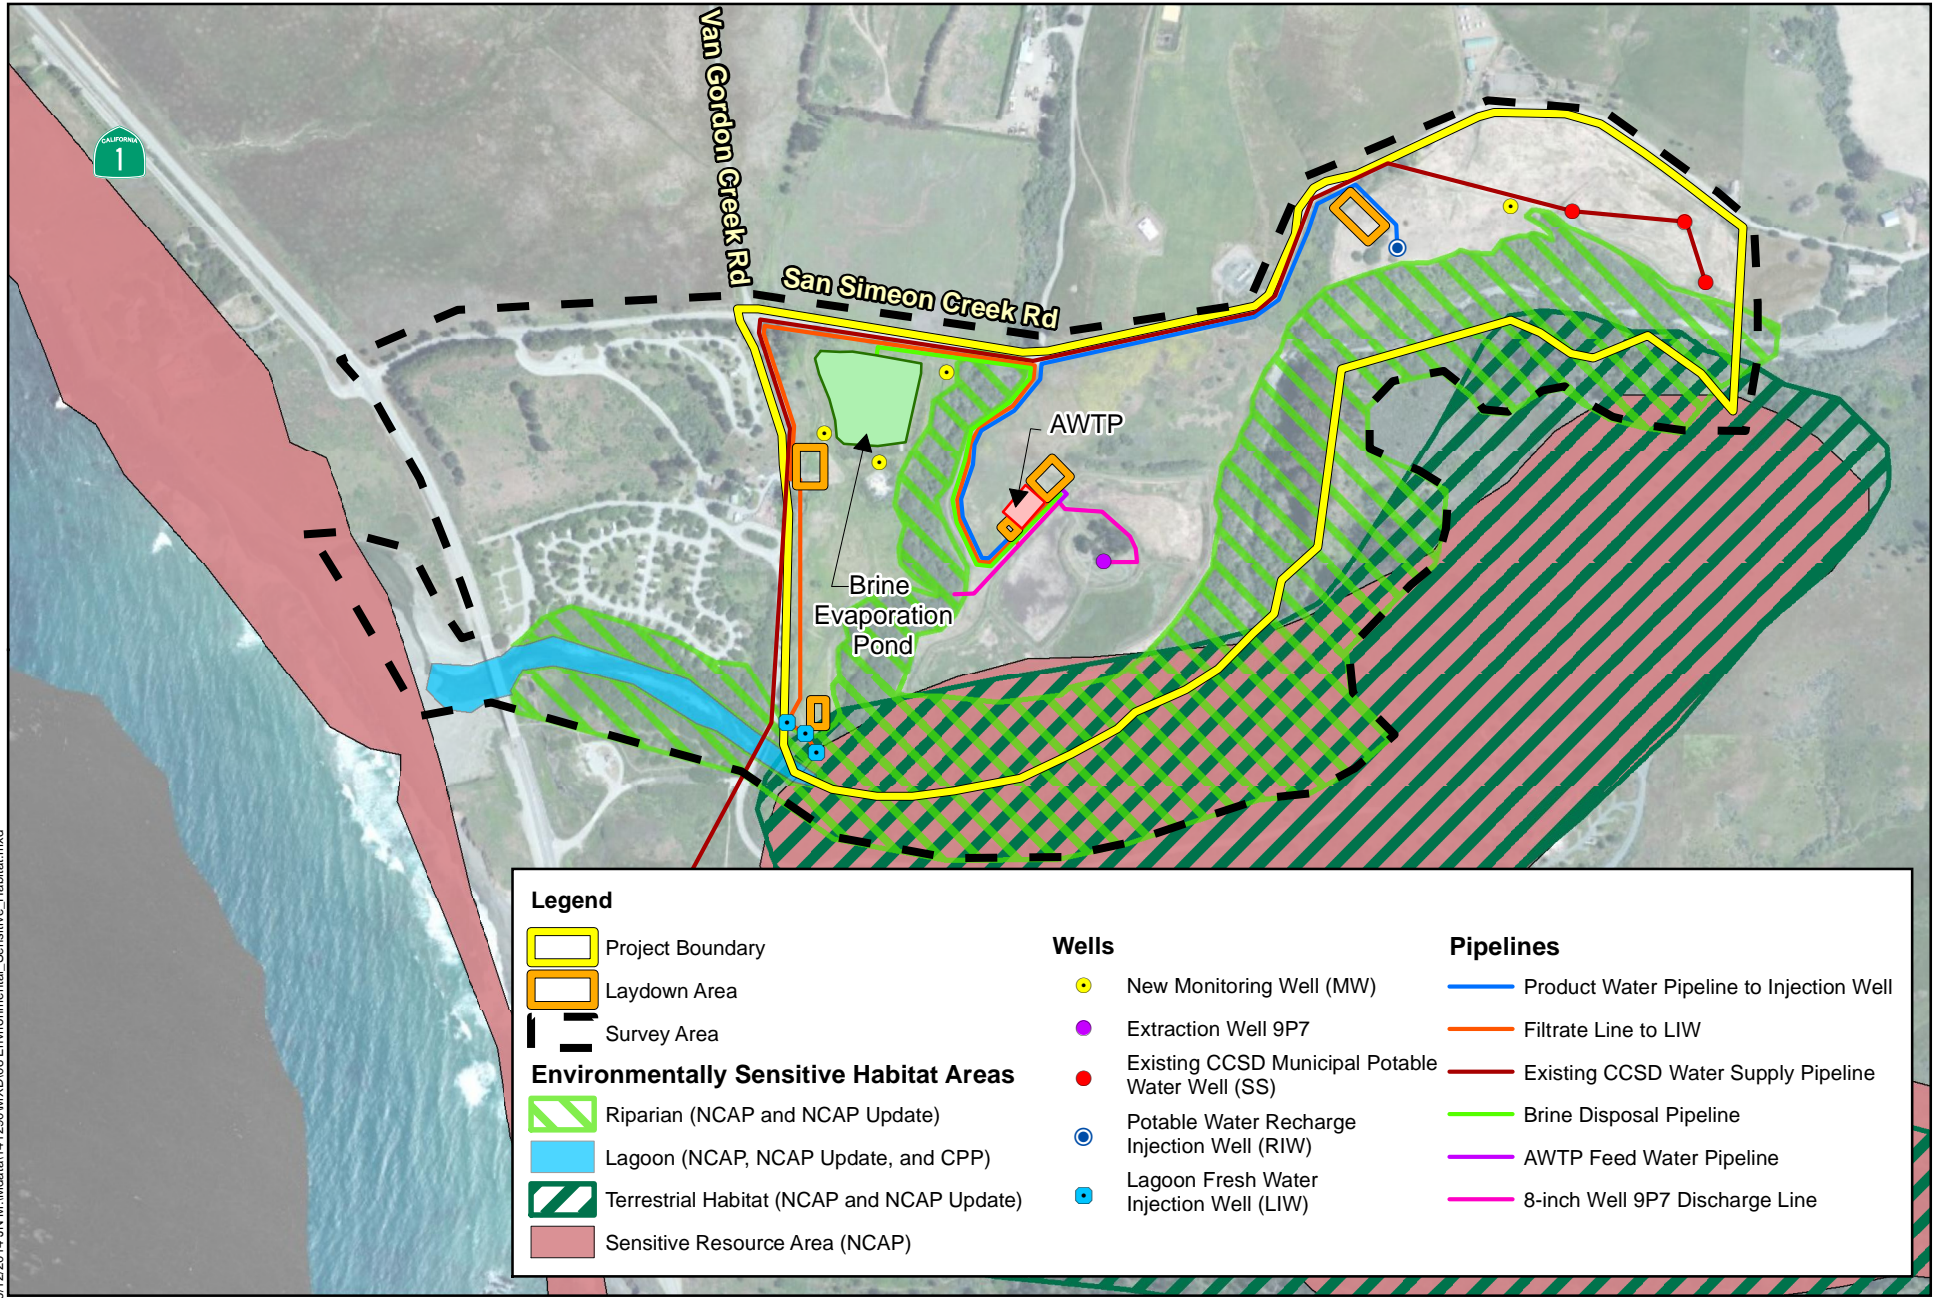 Van Gordon Creek Rd
CALIFORNIA
1
San Simeon Creek Rd
AWTP
Brine
Evaporation
Pond
Legend
Project Boundary
Laydown Area
Survey Area
Environmentally Sensitive Habitat Areas
Riparian (NCAP and NCAP Update)
Lagoon (NCAP, NCAP Update, and CPP)
Terrestrial Habitat (NCAP and NCAP Update)
Sensitive Resource Area (NCAP)
Wells
New Monitoring Well (MW)
Extraction Well 9P7
Existing CCSD Municipal Potable
Water Well (SS)
Potable Water Recharge
Injection Well (RIW)
Lagoon Fresh Water
Injection Well (LIW)
Pipelines
Product Water Pipeline to Injection Well
Filtrate Line to LIW
Existing CCSD Water Supply Pipeline
Brine Disposal Pipeline
AWTP Feed Water Pipeline
8-inch Well 9P7 Discharge Line